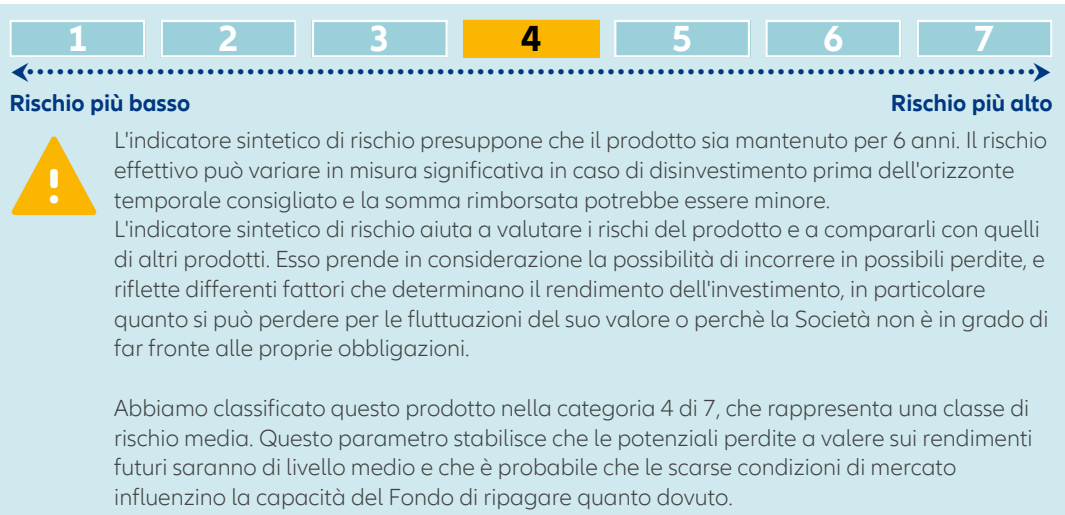 1 2 3 4 5 6 7
Rischio più basso Rischio più alto
L'indicatore sintetico di rischio presuppone che il prodotto sia mantenuto per 6 anni. Il rischio
effettivo può variare in misura significativa in caso di disinvestimento prima dell'orizzonte
temporale consigliato e la somma rimborsata potrebbe essere minore.
L'indicatore sintetico di rischio aiuta a valutare i rischi del prodotto e a compararli con quelli
di altri prodotti. Esso prende in considerazione la possibilità di incorrere in possibili perdite, e
riflette differenti fattori che determinano il rendimento dell'investimento, in particolare
quanto si può perdere per le fluttuazioni del suo valore o perchè la Società non è in grado di
far fronte alle proprie obbligazioni.
Abbiamo classificato questo prodotto nella categoria 4 di 7, che rappresenta una classe di
rischio media. Questo parametro stabilisce che le potenziali perdite a valere sui rendimenti
futuri saranno di livello medio e che è probabile che le scarse condizioni di mercato
influenzino la capacità del Fondo di ripagare quanto dovuto.